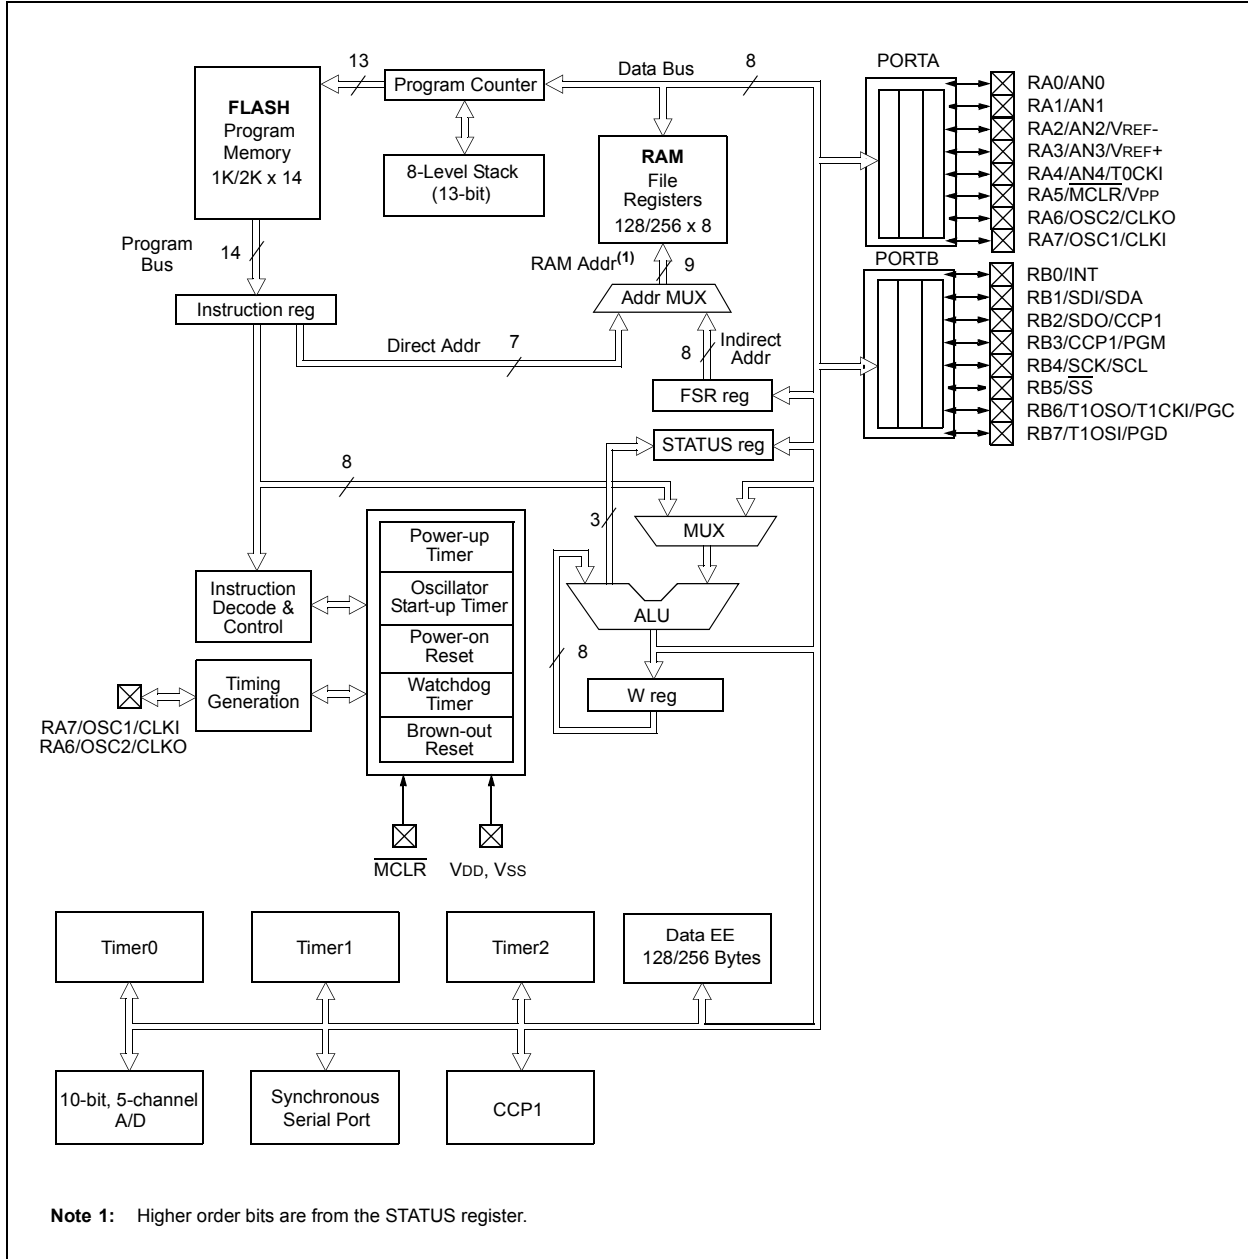 13
Program Counter
Data Bus
8
FLASH
Program
Memory
1K/2K x 14
8-Level Stack
(13-bit)
RAM
File
Registers
128/256 x 8
PORTA
RA0/AN0
RA1/AN1
RA2/AN2/VREF-
RA3/AN3/VREF+
RA4/AN4/T0CKI
RA5/MCLR/VPP
RA6/OSC2/CLKO
RA7/OSC1/CLKI
PORTB
RB0/INT
RB1/SDI/SDA
RB2/SDO/CCP1
RB3/CCP1/PGM
RB4/SCK/SCL
RB5/SS
RB6/T1OSO/T1CKI/PGC
RB7/T1OSI/PGD
Program
Bus
14
RAM Addr(1)
9
Addr MUX
Instruction reg
Direct Addr
7
8
Indirect
Addr
FSR reg
STATUS reg
8
3
MUX
Power-up
Timer
Oscillator
Start-up Timer
Power-on
Reset
Watchdog
Timer
Brown-out
Reset
Instruction
Decode &
Control
ALU
8
W reg
Timing
Generation
RA7/OSC1/CLKI
RA6/OSC2/CLKO
MCLR
VDD, VSS
Timer0
Timer1
Timer2
Data EE
128/256 Bytes
10-bit, 5-channel
A/D
Synchronous
Serial Port
CCP1
Note 1: Higher order bits are from the STATUS register.